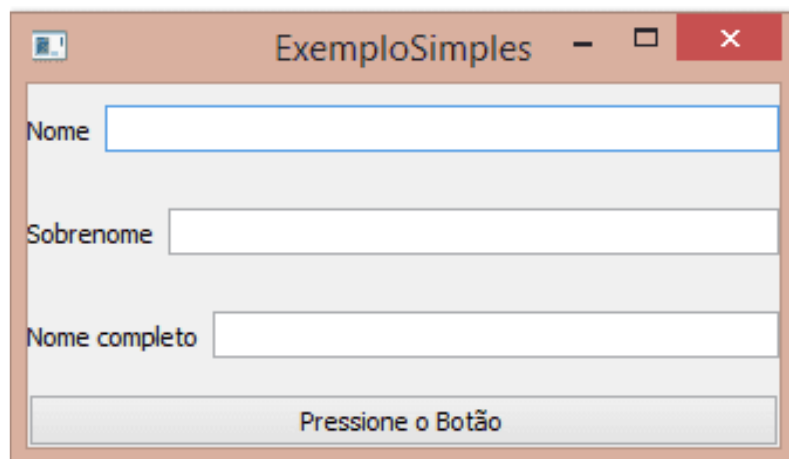 ExemploSimples
Nome
Sobrenome
Nome completo
Pressione o Botão